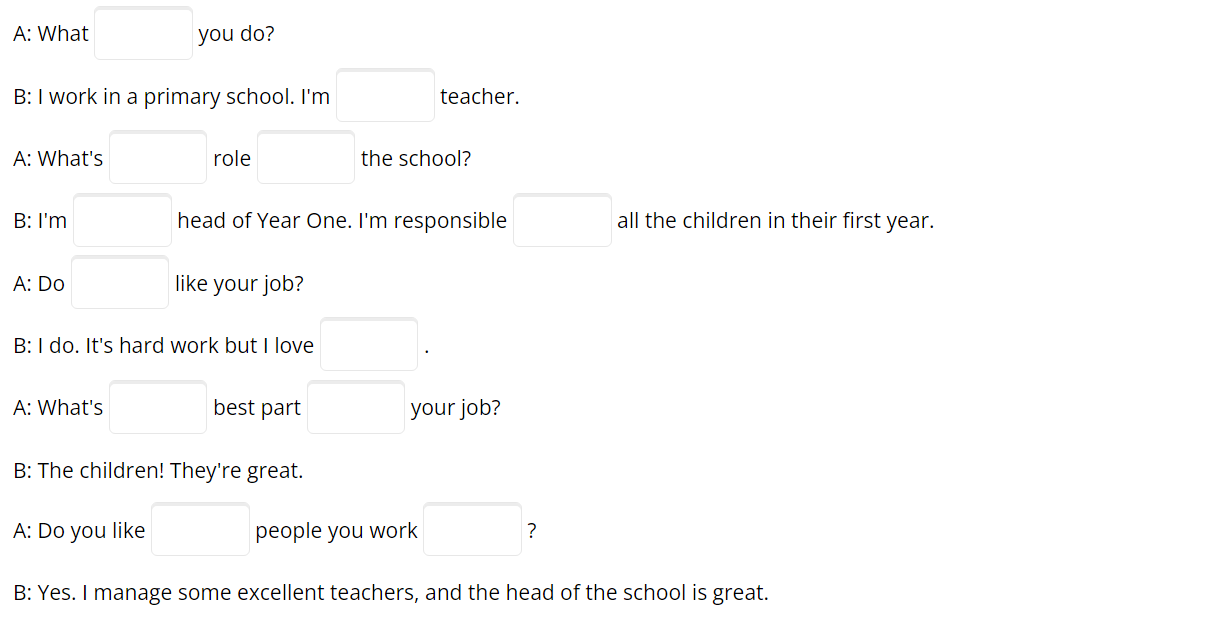 A: What you do?
B: I work in a primary school. I'm teacher.
A: What's role the school?
B: I'm head of Year One. I'm responsible all the children in their first year.
A: Do like your job?
B: I do. It's hard work but I love .
A: What's best part your job?
B: The children! They're great.
A: Do you like people you work ?
B: Yes. I manage some excellent teachers, and the head of the school is great.